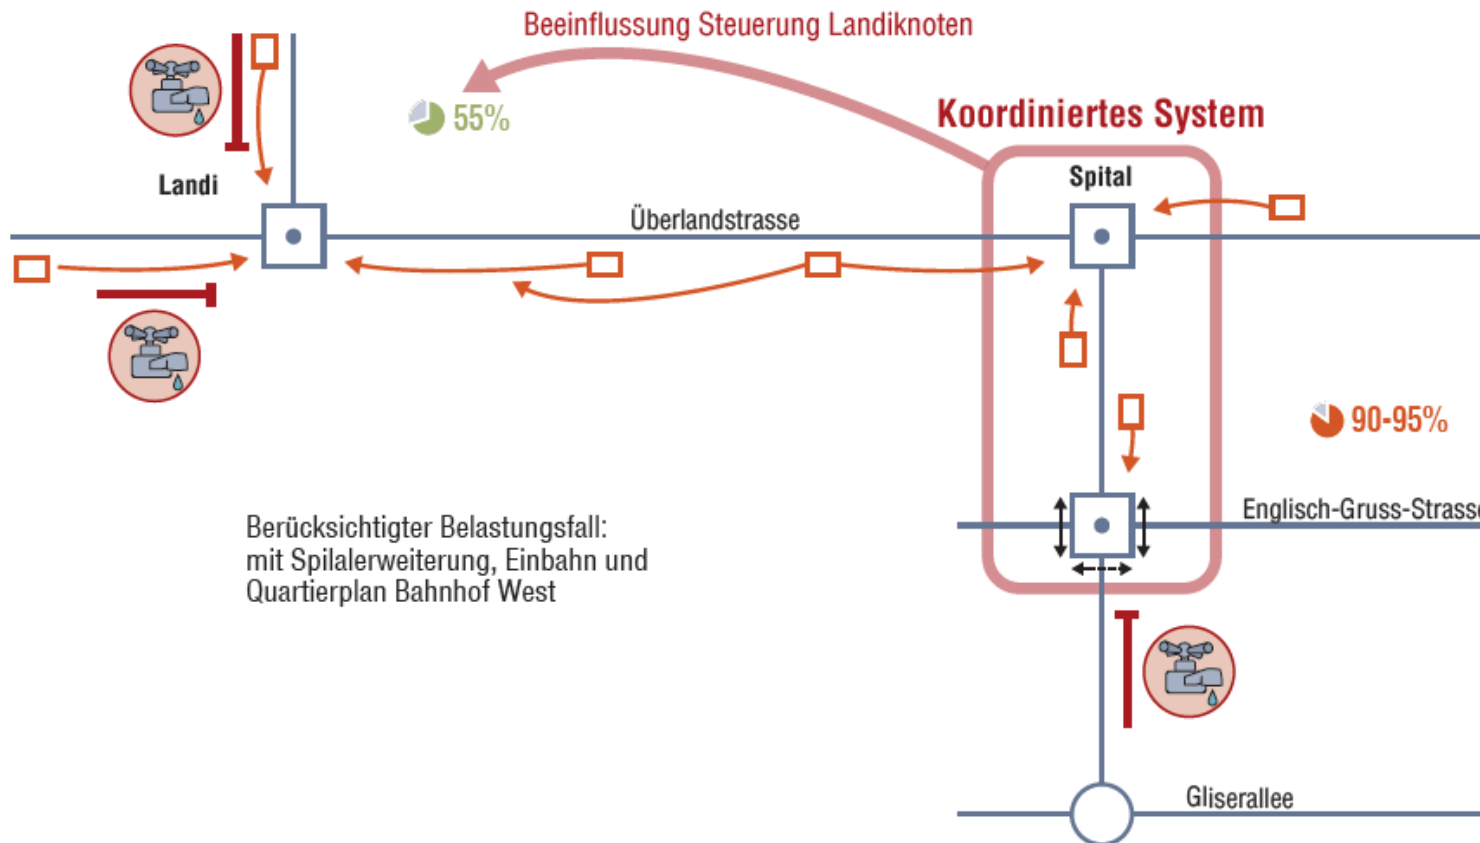 Beeinflussung Steuerung Landiknoten
55%
Koordiniertes System
Landi
Spital
Überlandstrasse
90-95%
Englisch-Gruss-Strasse
Berücksichtigter Belastungsfall:
mit Spilalerweiterung, Einbahn und
Quartierplan Bahnhof West
Gliserallee